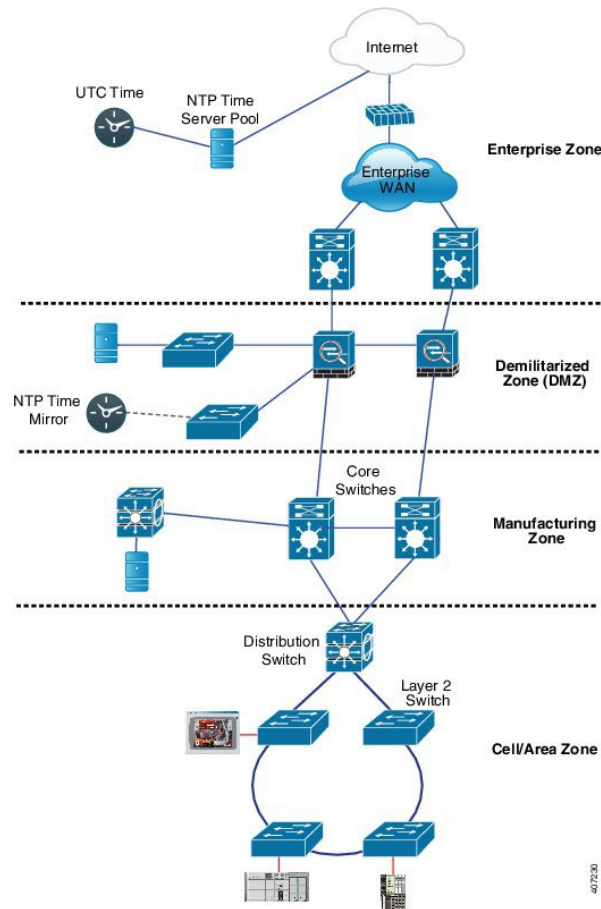 Internet
UTC Time
NTP Time
Server Pool
Enterprise Zone
Enterprise
WAN
Demilitarized
Zone (DMZ)
NTP Time
Mirror
Core
Switches
Manufacturing
Zone
Distribution
Switch
Layer 2
Switch
Cell/Area Zone
407230